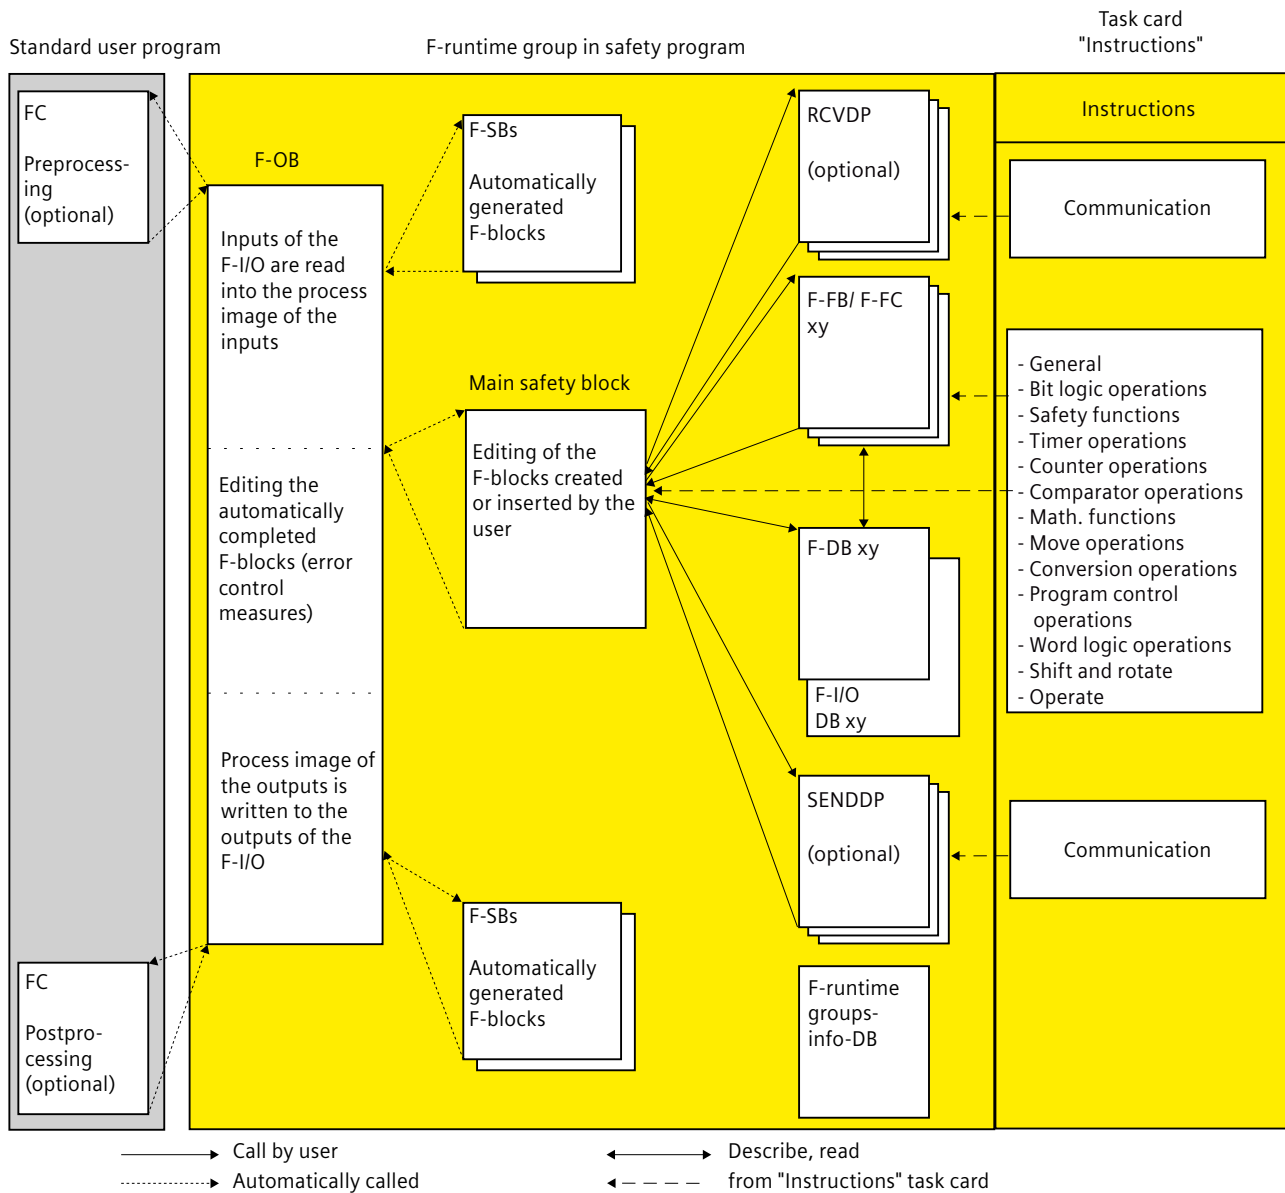 Standard user program
F-runtime group in safety program
Task card
"Instructions"
FC
Preprocess-
ing
(optional)
F-OB
Inputs of the
F-I/O are read
into the process
image of the
inputs
Editing the
automatically
completed
F-blocks (error
control
measures)
Process image of
the outputs is
written to the
outputs of the
F-I/O
FC
Postpro-
cessing
(optional)
F-SBs
Automatically
generated
F-blocks
Main safety block
Editing of the
F-blocks created
or inserted by the
user
F-SBs
Automatically
generated
F-blocks
RCVDP
(optional)
F-FB/ F-FC
xy
F-DB xy
F-I/O
DB xy
SENDDP
(optional)
F-runtime
groups-
info-DB
Instructions
Communication
- General
- Bit logic operations
- Safety functions
- Timer operations
- Counter operations
- Comparator operations
- Math. functions
- Move operations
- Conversion operations
- Program control
operations
- Word logic operations
- Shift and rotate
- Operate
Communication
Call by user
Automatically called
Describe, read
from "Instructions" task card